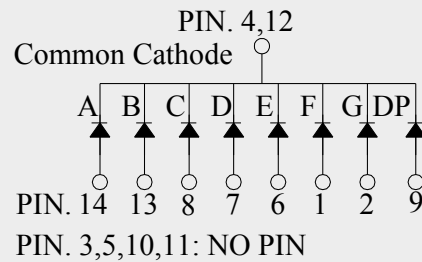 PIN. 4,12
Common Cathode
A B C D E F G DP
PIN. 14 13 8 7 6 1 2 9
PIN. 3,5,10,11: NO PIN